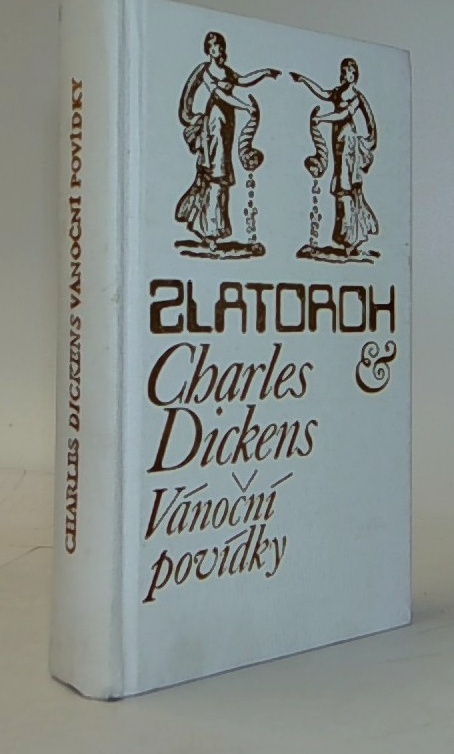 CHARLES DICKENS VÁNOČNÍ POVÍDKY
ZLATOROH
&
Charles
Dickens
Vánoční
povídky